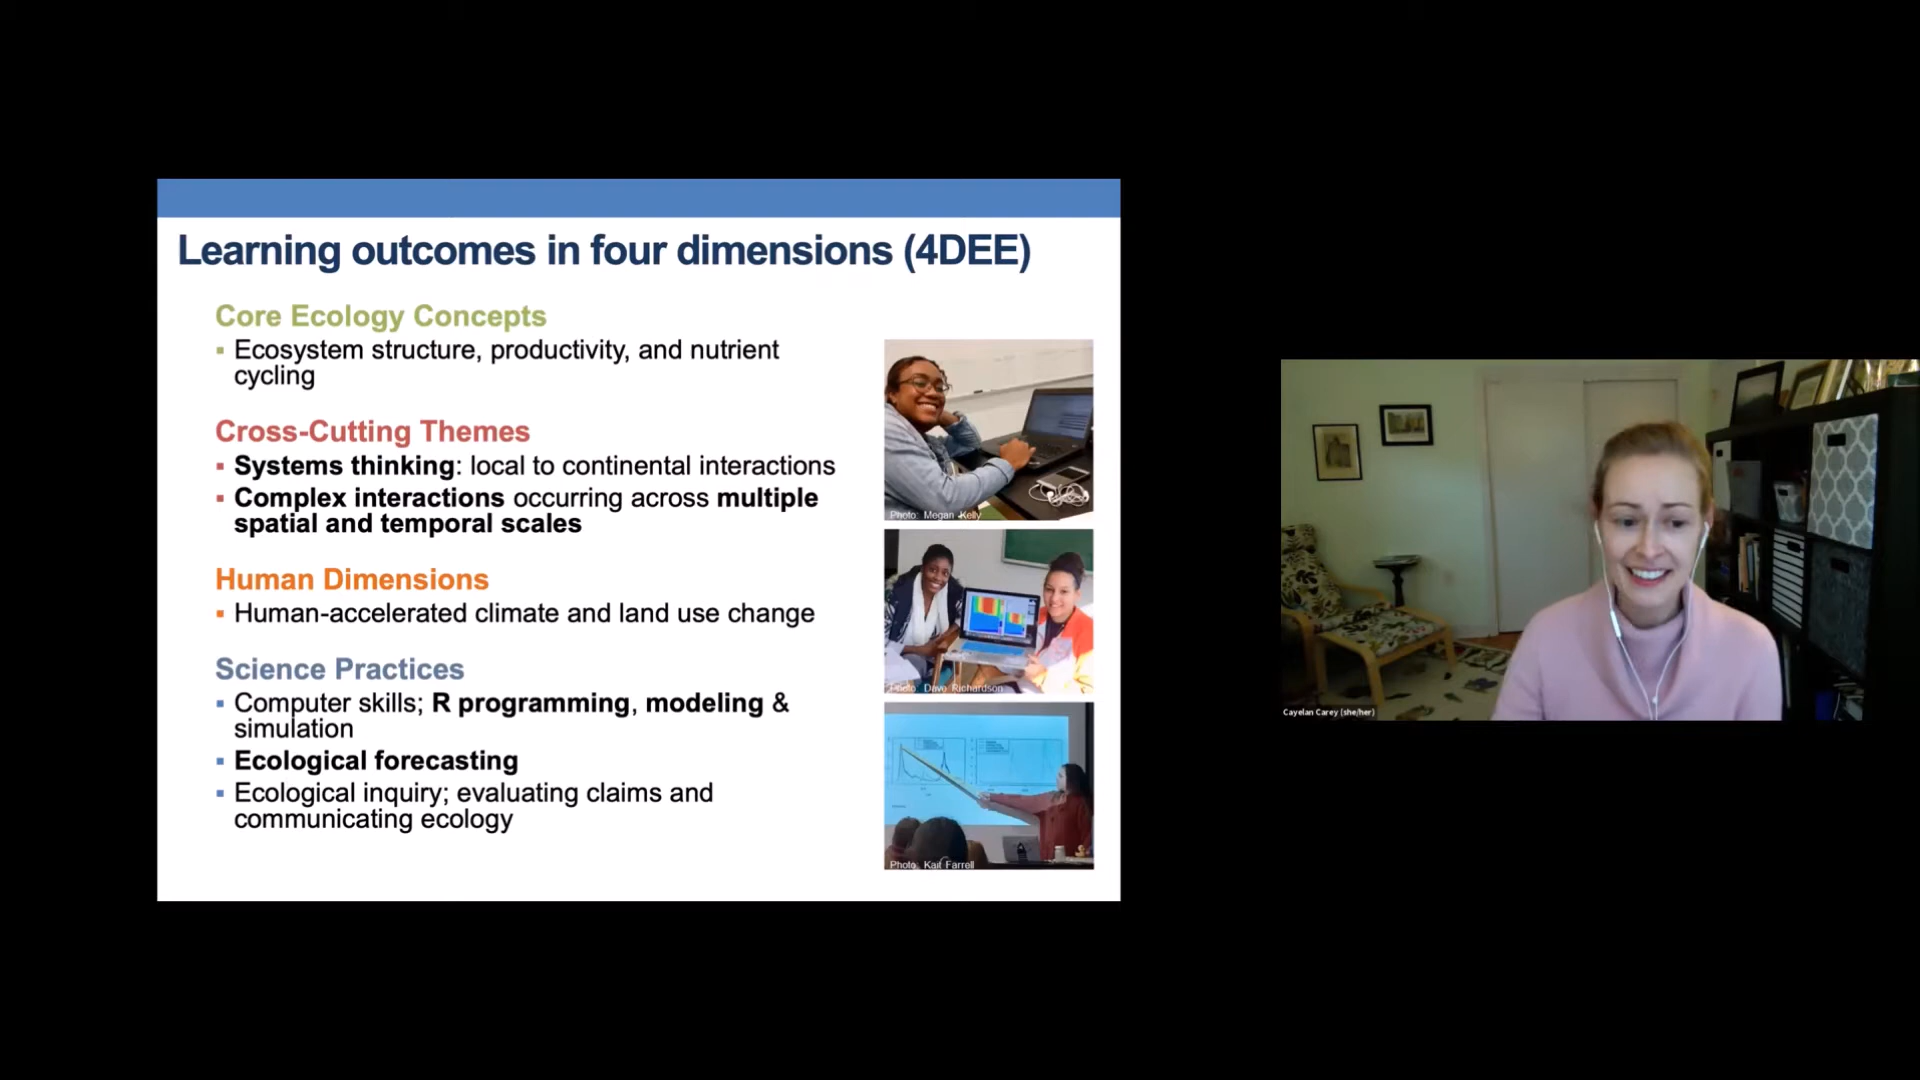 Learning outcomes in four dimensions (4DEE)
Core Ecology Concepts
Ecosystem structure, productivity, and nutrient
cycling
Cross-Cutting Themes
Systems thinking: local to continental interactions
Complex interactions occurring across multiple
spatial and temporal scales
Human Dimensions
Human-accelerated climate and land use change
Science Practices
Computer skills; R programming, modeling &
simulation
Ecological forecasting
Ecological inquiry; evaluating claims and
communicating ecology
Photo: Megan Kelly
Photo: Dave Richardson
Photo: Kait Farrell
Cayelan Carey (she/her)